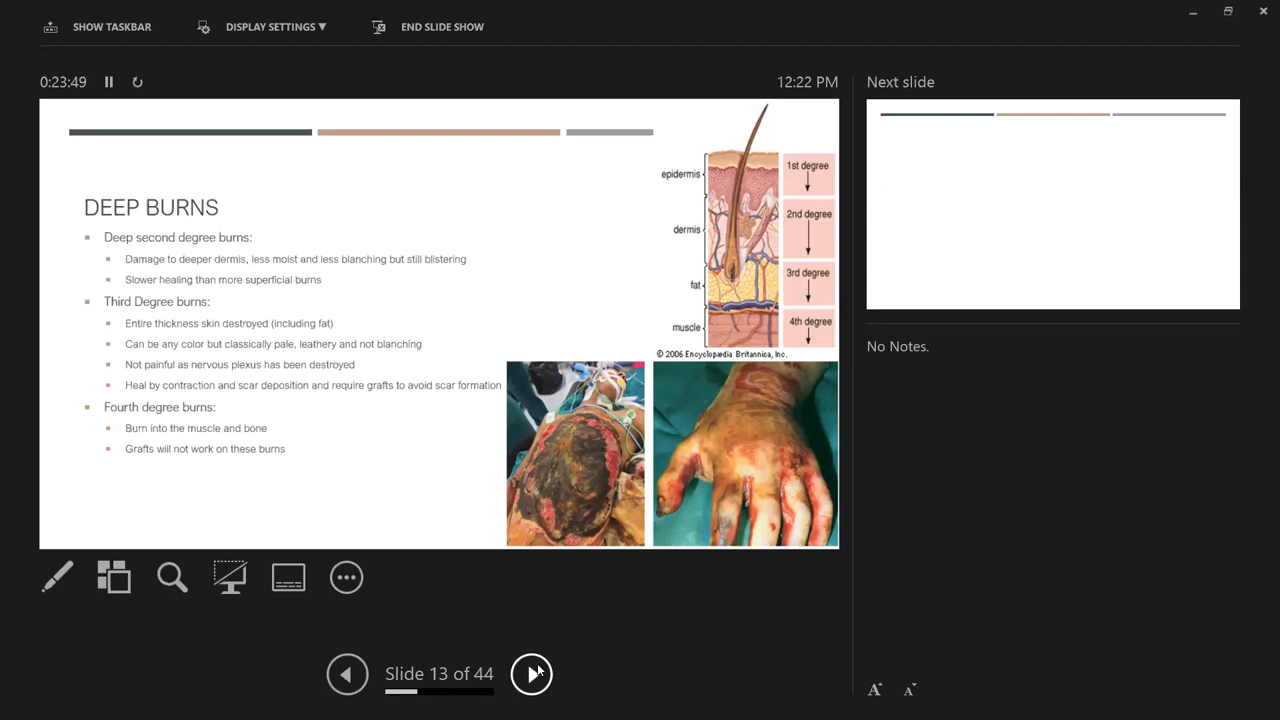 SHOW TASKBAR
DISPLAY SETTINGS ▼
END SLIDE SHOW
0:23:49
12:22 PM
Next slide
DEEP BURNS
Deep second degree burns:
Damage to deeper dermis, less moist and less blanching but still blistering
Slower healing than more superficial burns
Third Degree burns:
Entire thickness skin destroyed (including fat)
Can be any color but classically pale, leathery and not blanching
Not painful as nervous plexus has been destroyed
Heal by contraction and scar deposition and require grafts to avoid scar formation
Fourth degree burns:
Burn into the muscle and bone
Grafts will not work on these burns
epidermis
1st degree
dermis
2nd degree
fat
3rd degree
muscle
4th degree
© 2006 Encyclopædia Britannica, Inc.
No Notes.
Slide 13 of 44
A A